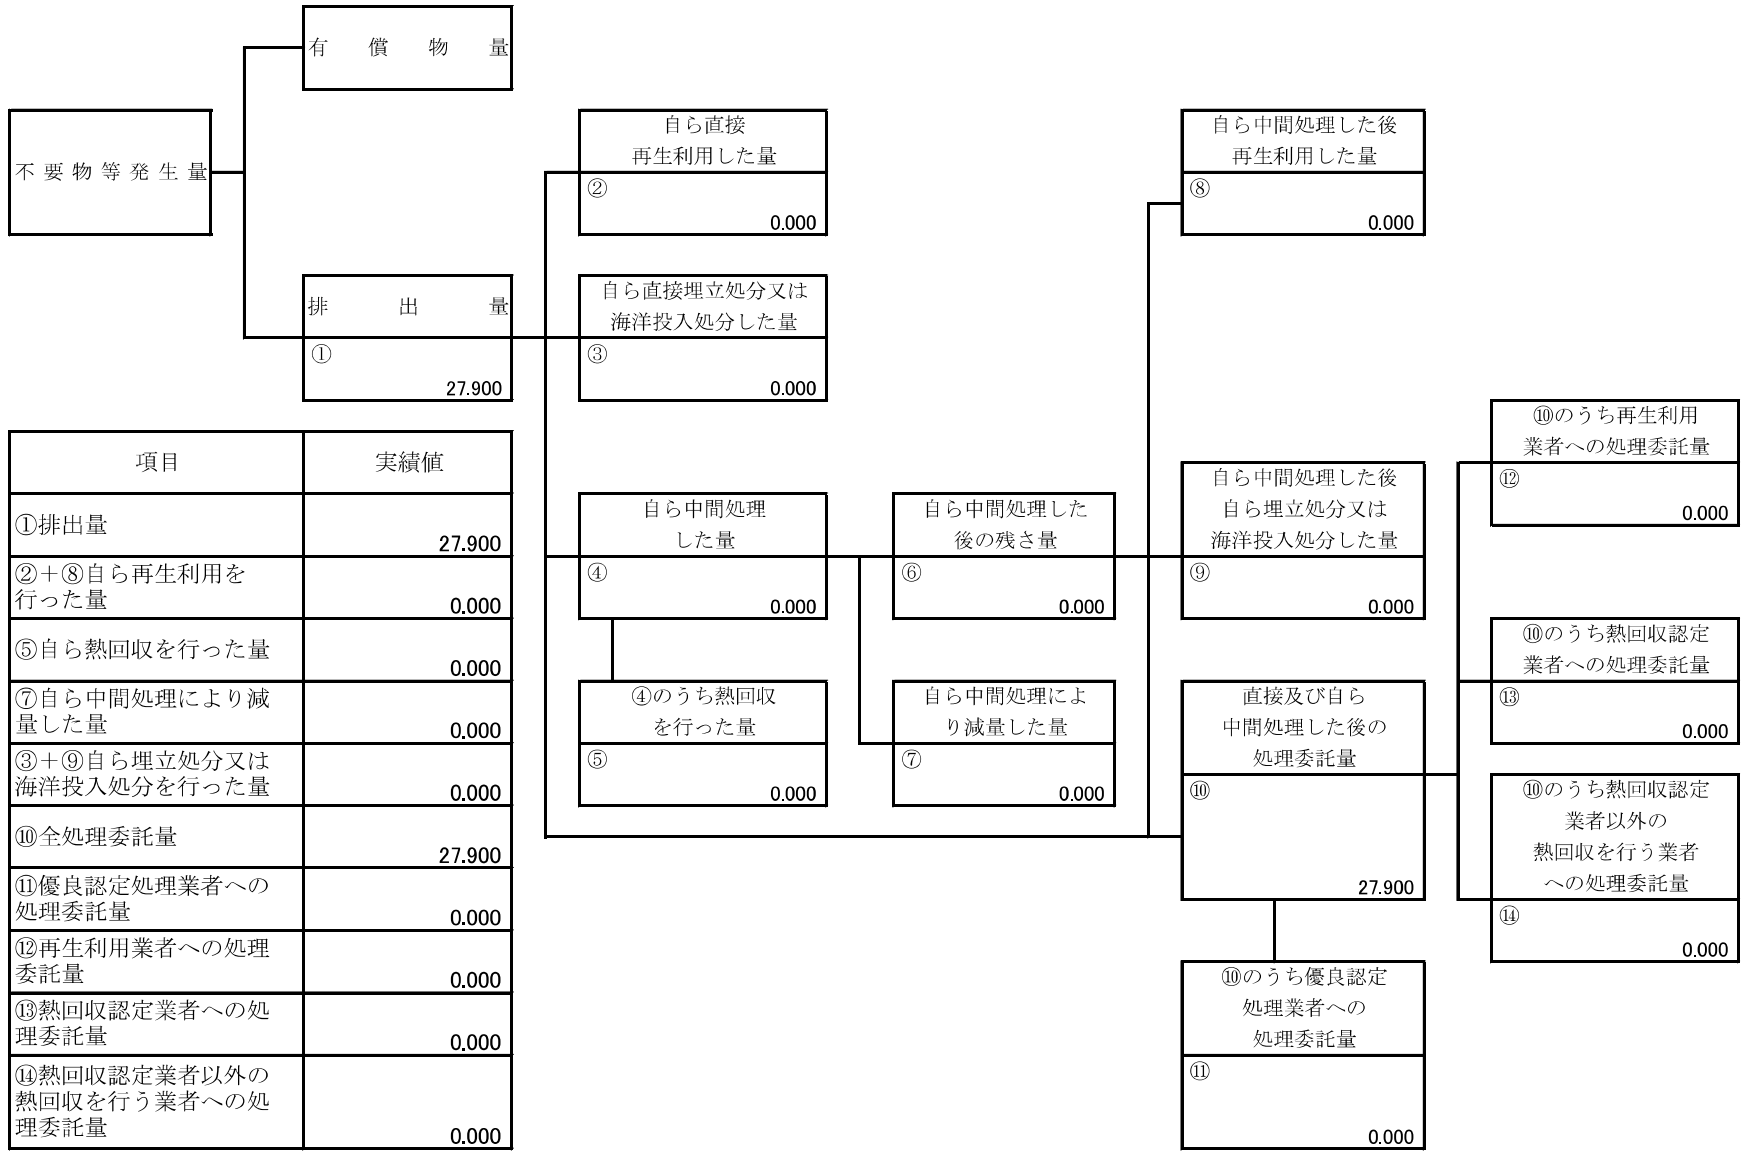 有償物量
不要物等発生量
排出量
①
27.900
自ら直接
再生利用した量
②
0.000
自ら直接埋立処分又は
海洋投入処分した量
③
0.000
自ら中間処理
した量
④
0.000
④のうち熱回収
を行った量
⑤
0.000
自ら中間処理した
後の残さ量
⑥
0.000
自ら中間処理によ
り減量した量
⑦
0.000
自ら中間処理した後
再生利用した量
⑧
0.000
自ら中間処理した後
自ら埋立処分又は
海洋投入処分した量
⑨
0.000
直接及び自ら
中間処理した後の
処理委託量
⑩
27.900
⑩のうち優良認定
処理業者への
処理委託量
⑪
0.000
⑩のうち再生利用
業者への処理委託量
⑫
0.000
⑩のうち熱回収認定
業者への処理委託量
⑬
0.000
⑩のうち熱回収認定
業者以外の
熱回収を行う業者
への処理委託量
⑭
0.000
項目 実績値
①排出量
27.900
②＋⑧自ら再生利用を
行った量
0.000
⑤自ら熱回収を行った量
0.000
⑦自ら中間処理により減
量した量
0.000
③＋⑨自ら埋立処分又は
海洋投入処分を行った量
0.000
⑩全処理委託量
27.900
⑪優良認定処理業者への
処理委託量
0.000
⑫再生利用業者への処理
委託量
0.000
⑬熱回収認定業者への処
理委託量
0.000
⑭熱回収認定業者以外の
熱回収を行う業者への処
理委託量
0.000